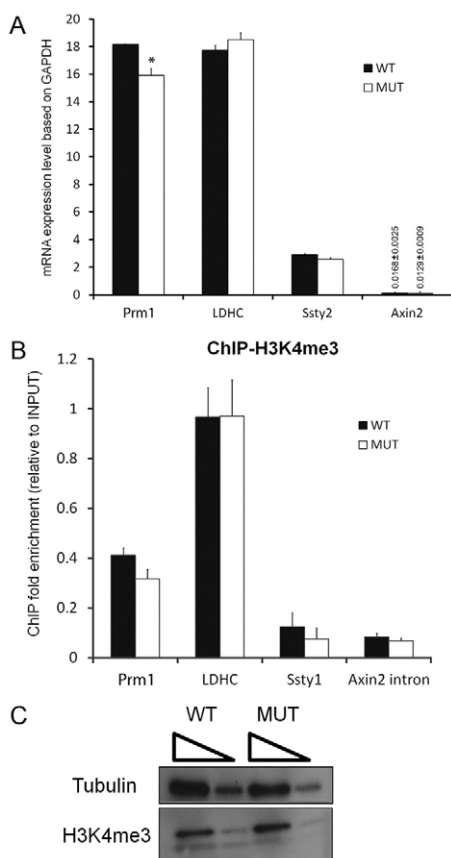 A
mRNA expression level based on GAPDH
20
18
16
14
12
10
8
6
4
2
0
*
WT
MUT
0.0168±0.0025
0.0129±0.0009
Prm1 LDHC Ssty2 Axin2
B
ChIP-H3K4me3
ChIP fold enrichment (relative to INPUT)
1.2
1
0.8
0.6
0.4
0.2
0
WT
MUT
Prm1 LDHC Ssty1 Axin2 intron
C
WT MUT
Tubulin
H3K4me3